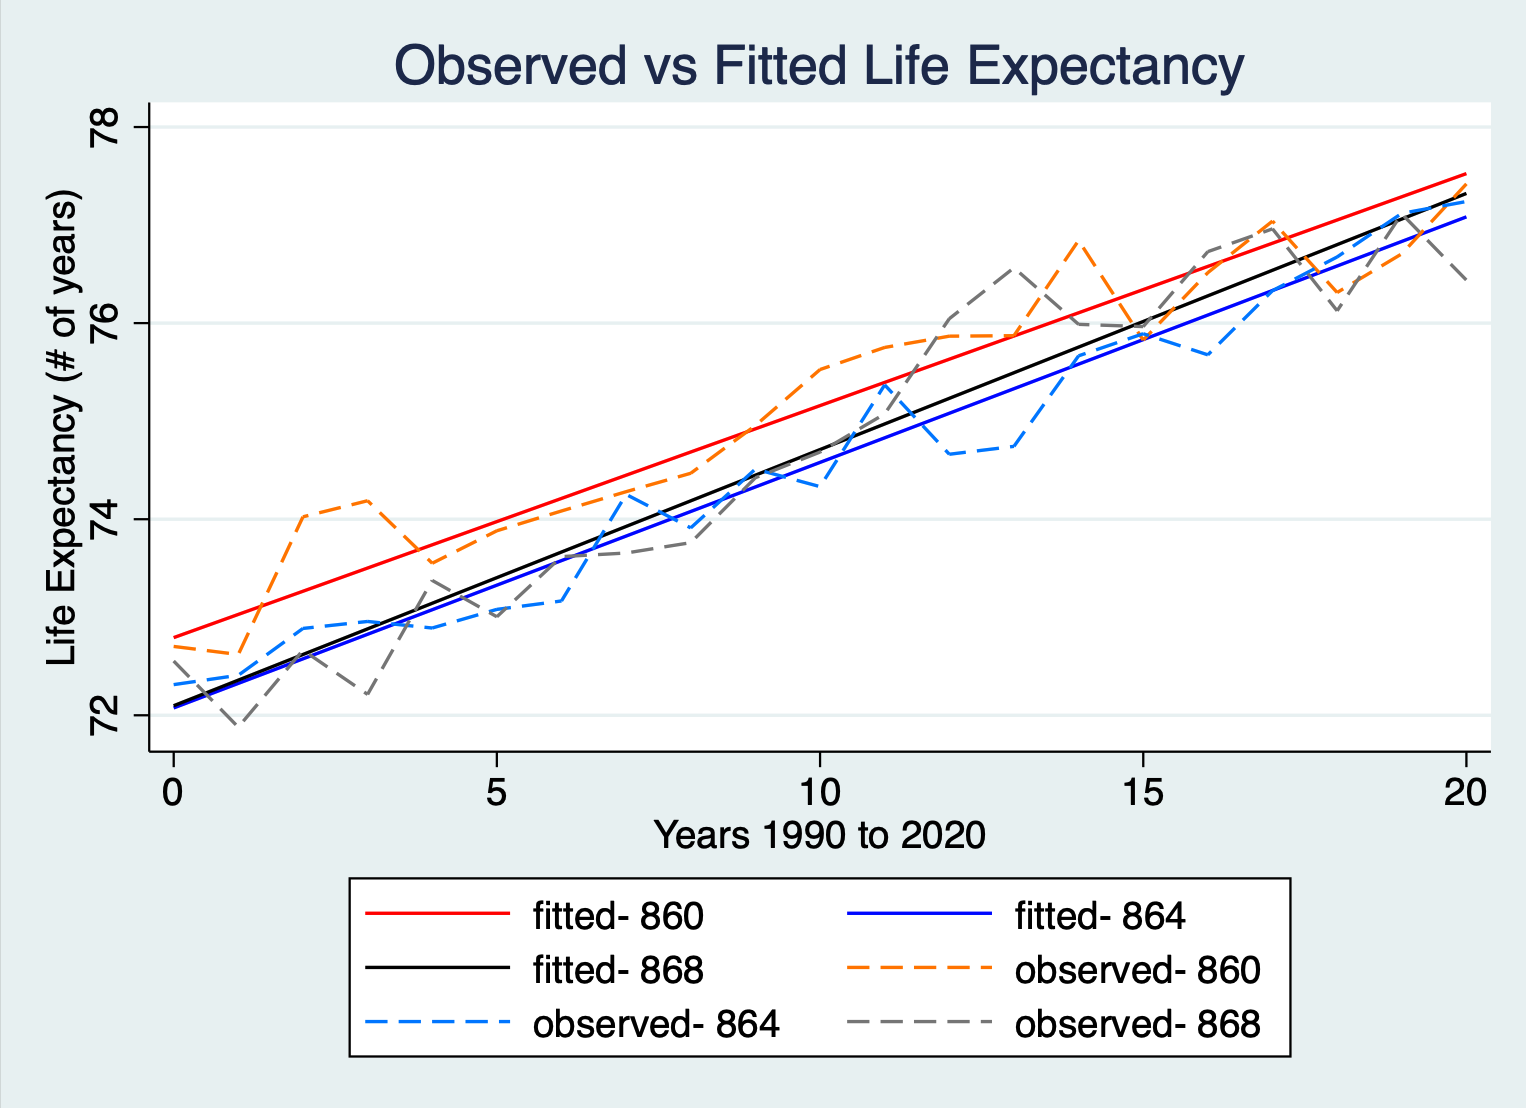 Observed vs Fitted Life Expectancy
Life Expectancy (# of years)
78
76
74
72
0 5 10 15 20
Years 1990 to 2020
fitted- 860 fitted- 864
fitted- 868 observed- 860
observed- 864 observed- 868